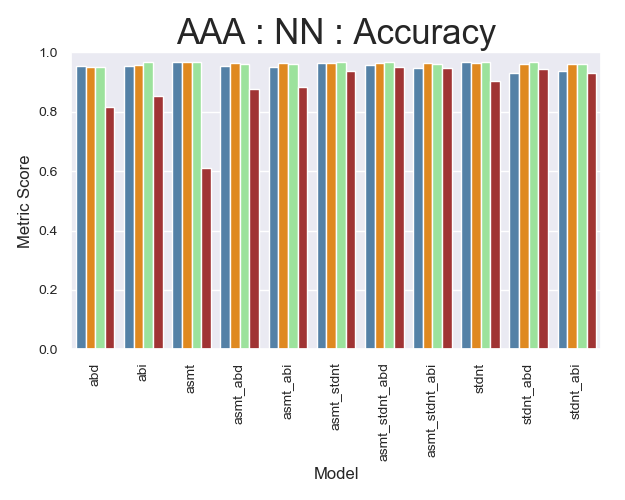 AAA : NN : Accuracy
Metric Score
1.0
0.8
0.6
0.4
0.2
0.0
abd
abi
asmt
asmt_abd
asmt_abi
asmt_stdnt
asmt_stdnt_abd
asmt_stdnt_abi
stdnt
stdnt_abd
stdnt_abi
Model